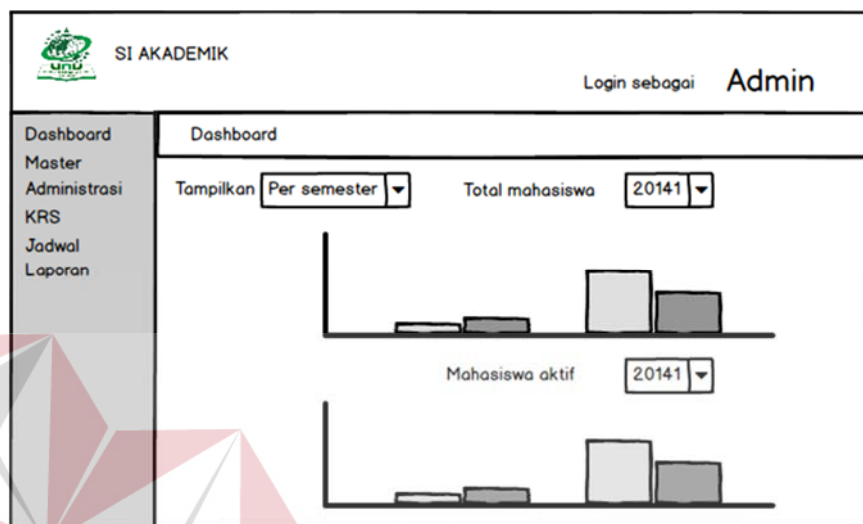 SI AKADEMIK
unu
Login sebagai Admin
Dashboard
Master
Administrasi
KRS
Jadwal
Laporan
Dashboard
Tampilkan Per semester Total mahasiswa 20141
Mahasiswa aktif 20141